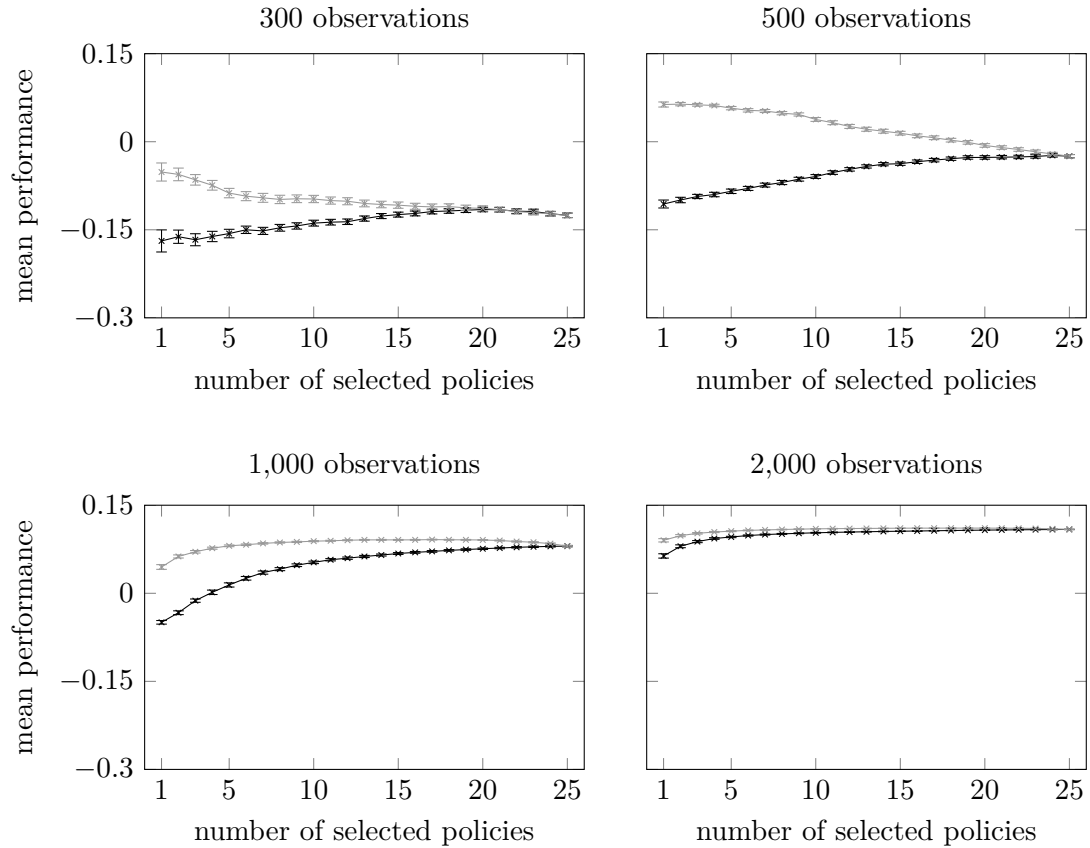 300 observations
500 observations
0.15
0
−0.15
−0.3
mean performance
1 5 10 15 20 25
1 5 10 15 20 25
number of selected policies
number of selected policies
1,000 observations
2,000 observations
0.15
0
−0.15
−0.3
mean performance
1 5 10 15 20 25
1 5 10 15 20 25
number of selected policies
number of selected policies